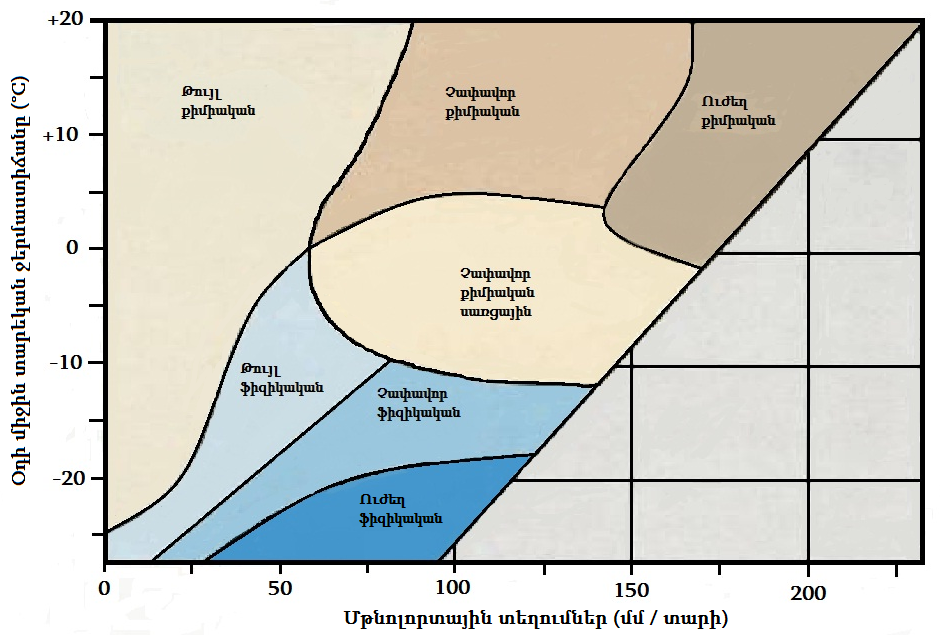 +20
+10
0
-10
-20
Օդի միջին տարեկան ջերմաստիճանը (°C)
Թույլ
քիմիական
Չափավոր
քիմիական
Ուժեղ
քիմիական
Չափավոր
քիմիական
սառցային
Թույլ
ֆիզիկական
Չափավոր
ֆիզիկական
Ուժեղ
ֆիզիկական
0
50
100
150
200
Մթնոլորտային տեղումներ (մմ / տարի)